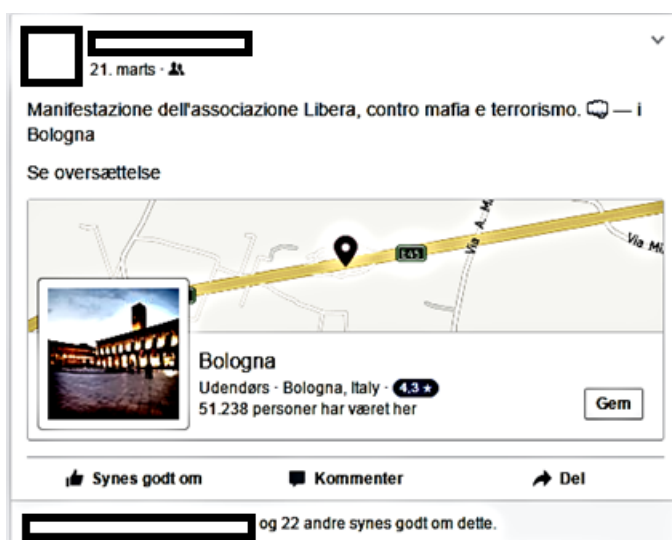 21. marts ·
Manifestazione dell'associazione Libera, contro mafia e terrorismo. — i
Bologna
Se oversættelse
E45
Via A. M
Via Mi
Bologna
Udendørs · Bologna, Italy · 4,3 ★
51.238 personer har været her
Gem
Synes godt om Kommenter Del
og 22 andre synes godt om dette.